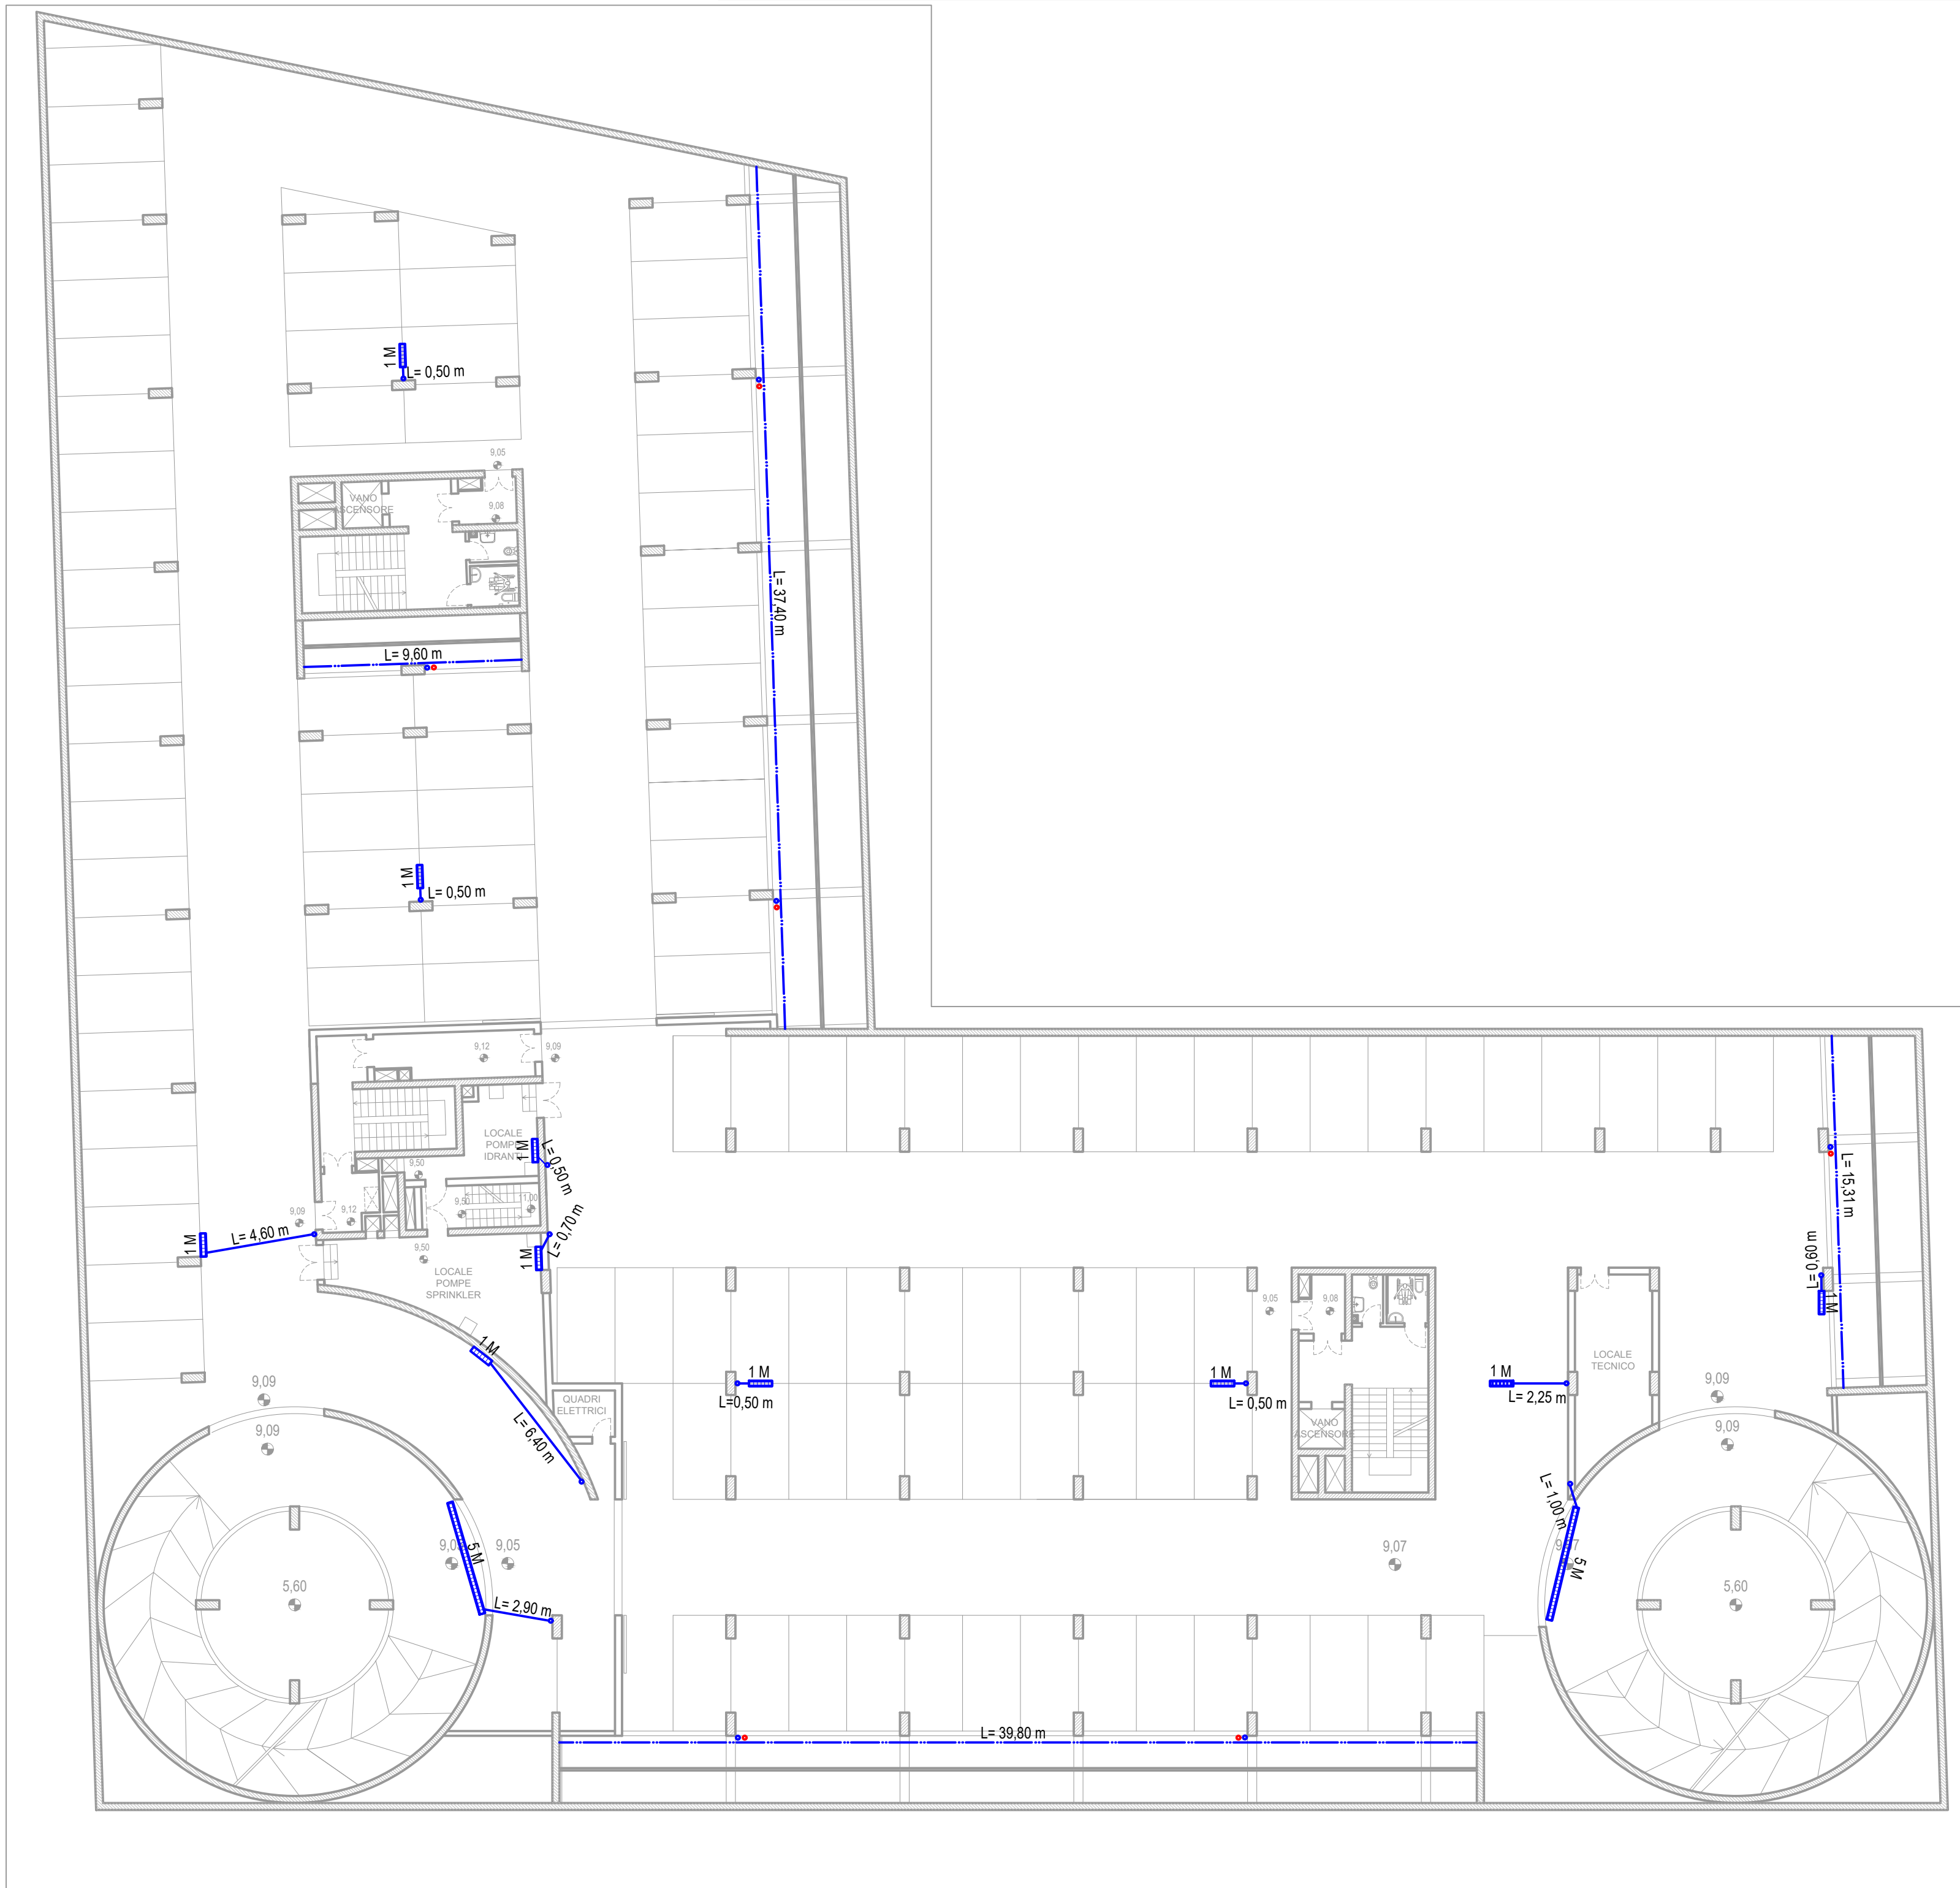 1 M
L= 0,50 m
9,05
VANO
ASCENSORE
9,08
L= 37,40 m
L= 9,60 m
1 M
L= 0,50 m
9,12
9,09
LOCALE
POMPE
IDRANTI
1 M
L= 0,50 m
9,50
9,50
11,00
9,09
9,12
1 M
L= 4,60 m
L= 0,70 m
1 M
9,50
LOCALE
POMPE
SPRINKLER
L= 15,31 m
L= 0,60 m
1 M
9,05
9,08
1 M
L= 6,40 m
QUADRI
ELETTRICI
1 M
L=0,50 m
1 M
L= 0,50 m
VANO
ASCENSORE
1 M
L= 2,25 m
LOCALE
TECNICO
9,09
9,09
9,09
9,09
L= 1,00 m
5 M
9,05
5 M
9,07
5,60
L= 2,90 m
5,60
L= 39,80 m